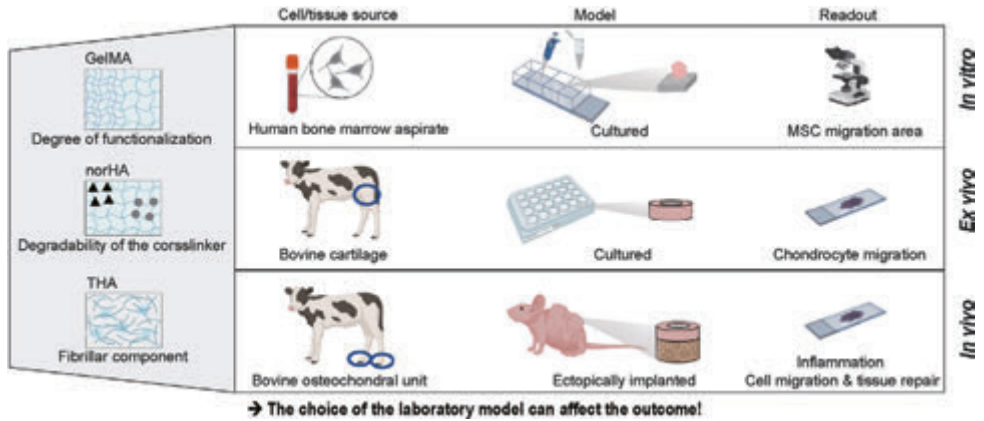 Cell/tissue source
Model
Readout
GelMA
Degree of functionalization
Human bone marrow aspirate
Cultured
MSC migration area
In vitro
norHA
Degradability of the corsslinker
Bovine cartilage
Cultured
Chondrocyte migration
Ex vivo
THA
Fibrillar component
Bovine osteochondral unit
Ectopically implanted
Inflammation
Cell migration & tissue repair
In vivo
→ The choice of the laboratory model can affect the outcome!